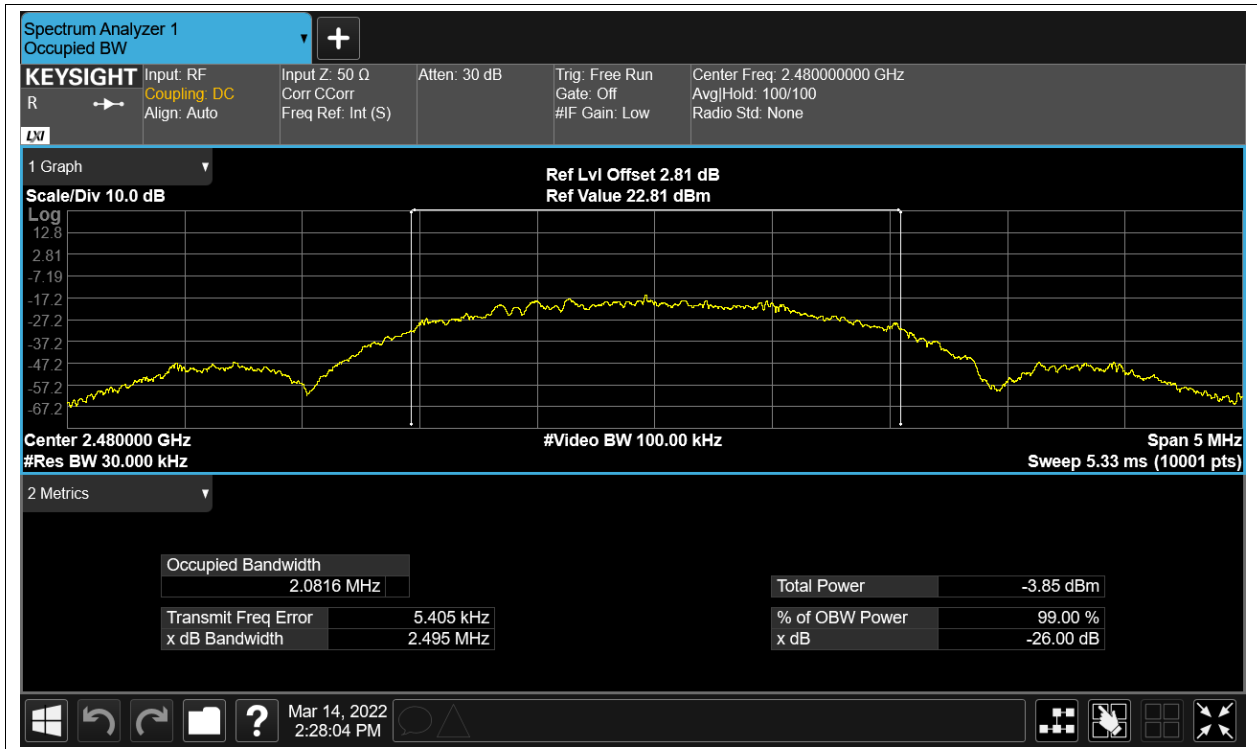 Spectrum Analyzer 1
Occupied BW
+
KEYSIGHT Input: RF Input Z: 50 Ω Atten: 30 dB Trig: Free Run Center Freq: 2.480000000 GHz
R Coupling: DC Corr CCorr Gate: Off Avg|Hold: 100/100
Align: Auto Freq Ref: Int (S) #IF Gain: Low Radio Std: None
LXI
1 Graph
Ref Lvl Offset 2.81 dB
Scale/Div 10.0 dB Ref Value 22.81 dBm
Log
12.8
2.81
-7.19
-17.2
-27.2
-37.2
-47.2
-57.2
-67.2
Center 2.480000 GHz #Video BW 100.00 kHz Span 5 MHz
#Res BW 30.000 kHz Sweep 5.33 ms (10001 pts)
2 Metrics
Occupied Bandwidth
2.0816 MHz Total Power -3.85 dBm
Transmit Freq Error 5.405 kHz % of OBW Power 99.00 %
x dB Bandwidth 2.495 MHz x dB -26.00 dB
? Mar 14, 2022
2:28:04 PM